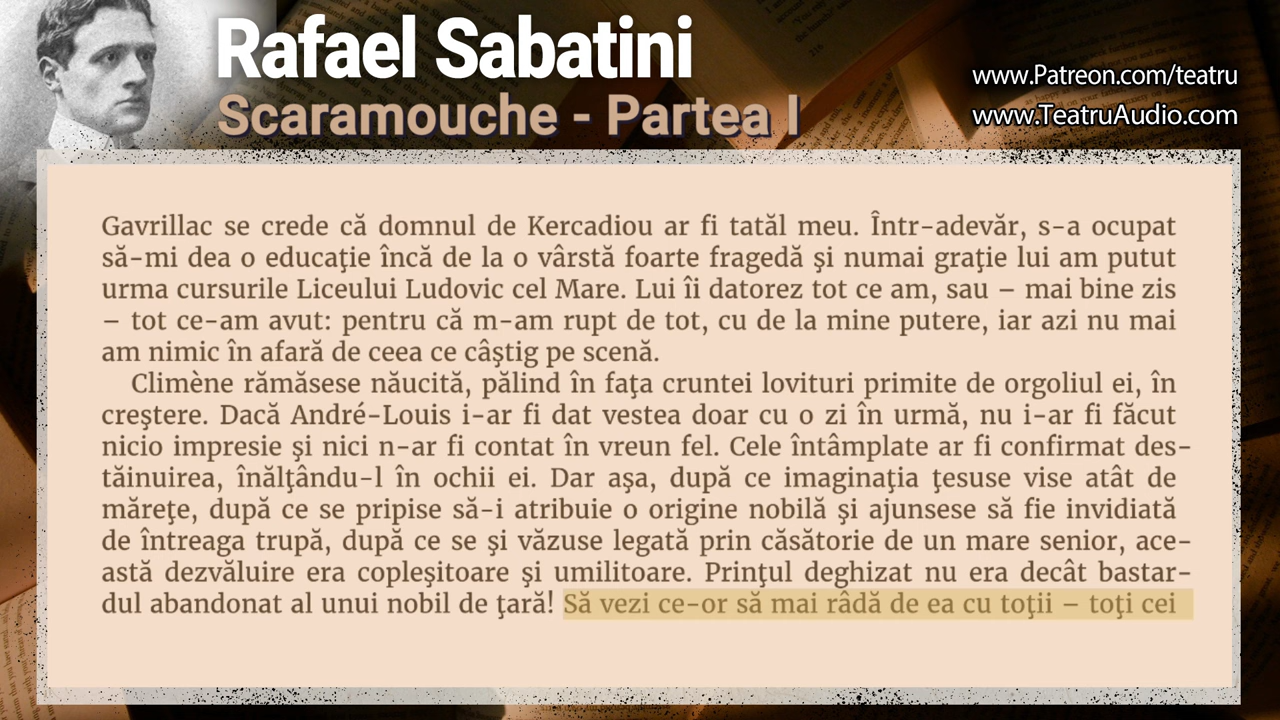 Rafael Sabatini
Scaramouche - Partea I
www.Patreon.com/teatru
www.TeatruAudio.com
Gavrillac se crede că domnul de Kercadiou ar fi tatăl meu. Într-adevăr, s-a ocupat
să-mi dea o educaţie încă de la o vârstă foarte fragedă şi numai graţie lui am putut
urma cursurile Liceului Ludovic cel Mare. Lui îi datorez tot ce am, sau – mai bine zis
– tot ce-am avut: pentru că m-am rupt de tot, cu de la mine putere, iar azi nu mai
am nimic în afară de ceea ce câştig pe scenă.
Climène rămăsese năucită, pălind în faţa cruntei lovituri primite de orgoliul ei, în
creştere. Dacă André-Louis i-ar fi dat vestea doar cu o zi în urmă, nu i-ar fi făcut
nicio impresie şi nici n-ar fi contat în vreun fel. Cele întâmplate ar fi confirmat des-
tăinuirea, înălţându-l în ochii ei. Dar aşa, după ce imaginaţia ţesuse vise atât de
măreţe, după ce se pripise să-i atribuie o origine nobilă şi ajunsese să fie invidiată
de întreaga trupă, după ce se şi văzuse legată prin căsătorie de un mare senior, ace-
astă dezvăluire era copleşitoare şi umilitoare. Prinţul deghizat nu era decât bastar-
dul abandonat al unui nobil de ţară! Să vezi ce-or să mai râdă de ea cu toţii – toţi cei